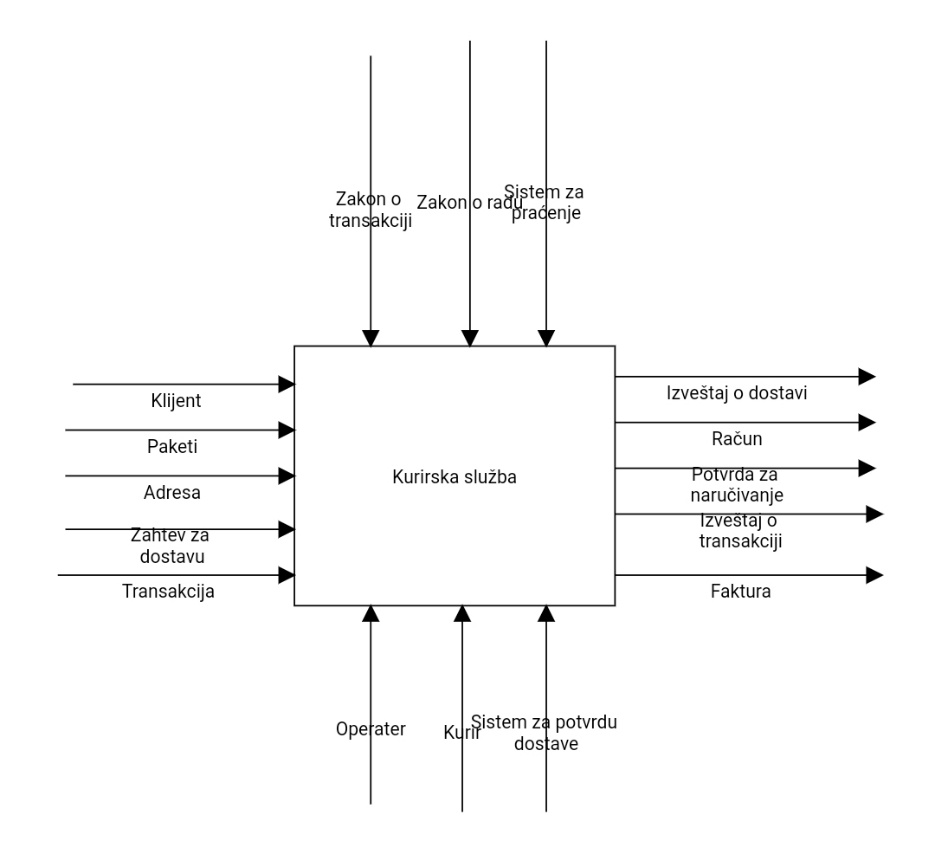 Zakon o
transakciji
Zakon o radu
Sistem za
praćenje
Klijent
Paketi
Adresa
Zahtev za
dostavu
Transakcija
Kurirska služba
Izveštaj o dostavi
Račun
Potvrda za
naručivanje
Izveštaj o
transakciji
Faktura
Operater
Kurir
Sistem za potvrdu
dostave